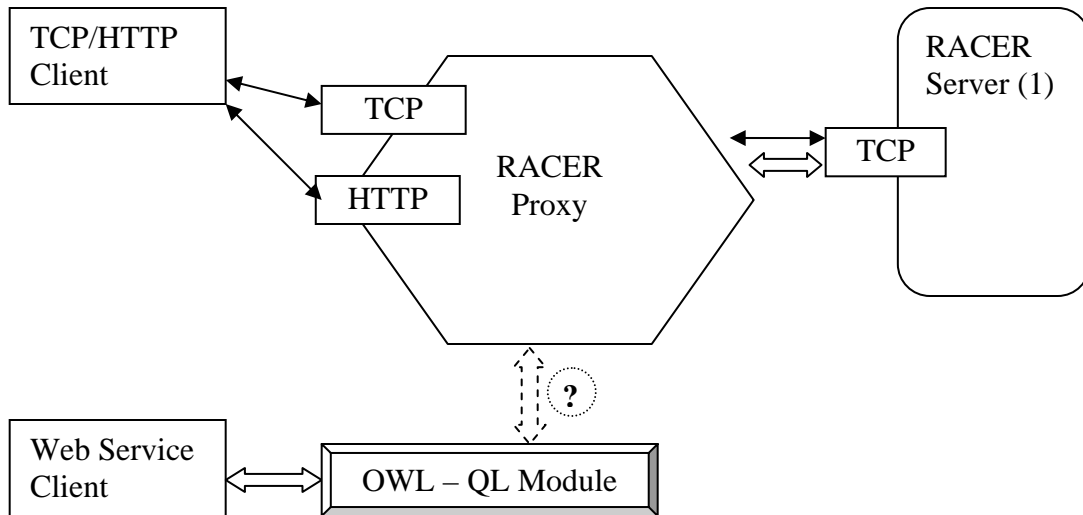 TCP/HTTP
Client
TCP
HTTP
RACER
Proxy
RACER
Server (1)
TCP
?
Web Service
Client
OWL – QL Module